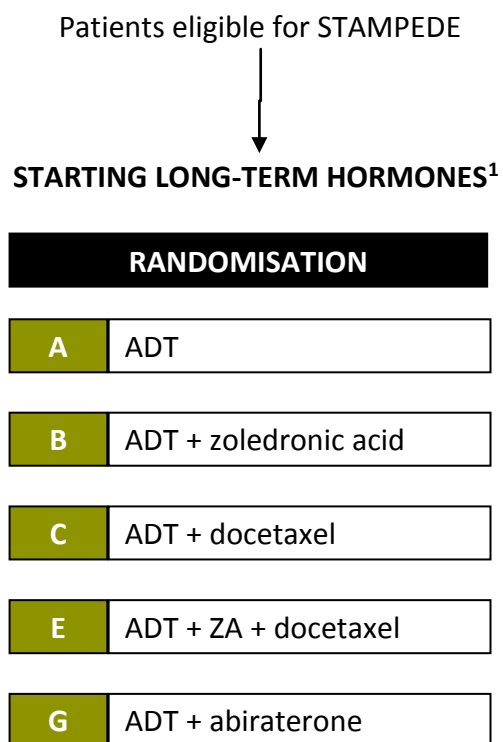 Patients eligible for STAMPEDE
STARTING LONG-TERM HORMONES¹
RANDOMISATION
A ADT
B ADT + zoledronic acid
C ADT + docetaxel
E ADT + ZA + docetaxel
G ADT + abiraterone